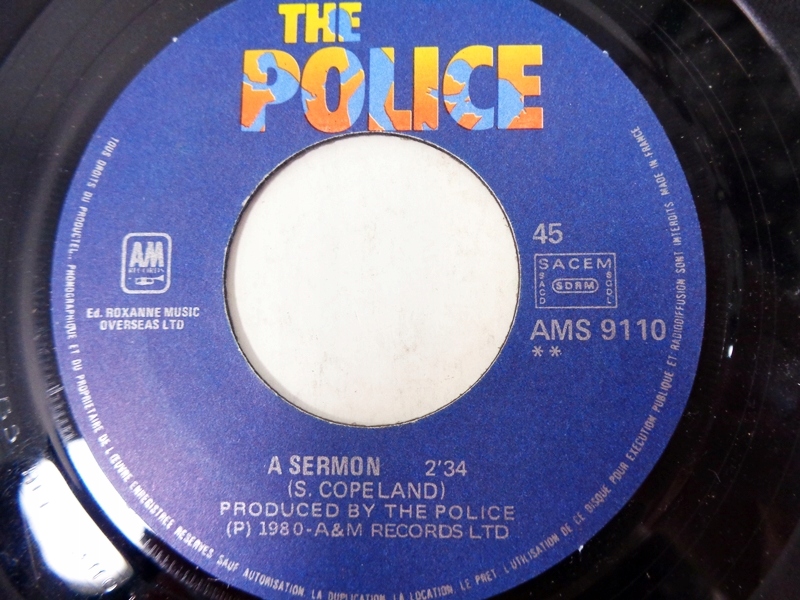 THE
POLICE
AM
RECORDS
Ed. ROXANNE MUSIC
OVERSEAS LTD
45
SACEM
SACD
SDRM
SGDL
AMS 9110
**
A SERMON 2'34
(S. COPELAND)
PRODUCED BY THE POLICE
(P) 1980-A&M RECORDS LTD
TOUS DROITS DU PRODUCTEUR PHONOGRAPHIQUE ET DU PROPRIETAIRE DE L'ŒUVRE ENREGISTREE RESERVES SAUF AUTORISATION LA DUPLICATION, LA LOCATION, LE PRET, L'UTILISATION DE CE DISQUE POUR EXECUTION PUBLIQUE ET RADIODIFFUSION SONT INTERDITS MADE IN FRANCE